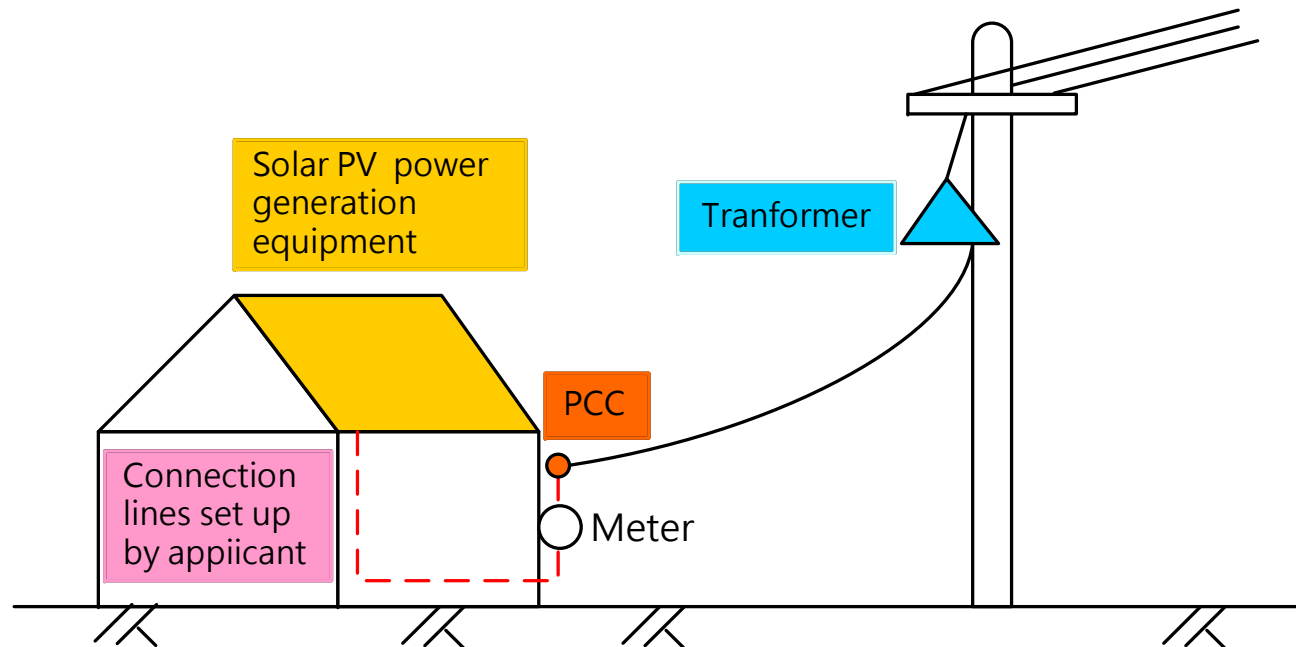 Solar PV power
generation
equipment
Tranformer
PCC
Connection
lines set up
by appiicant
Meter